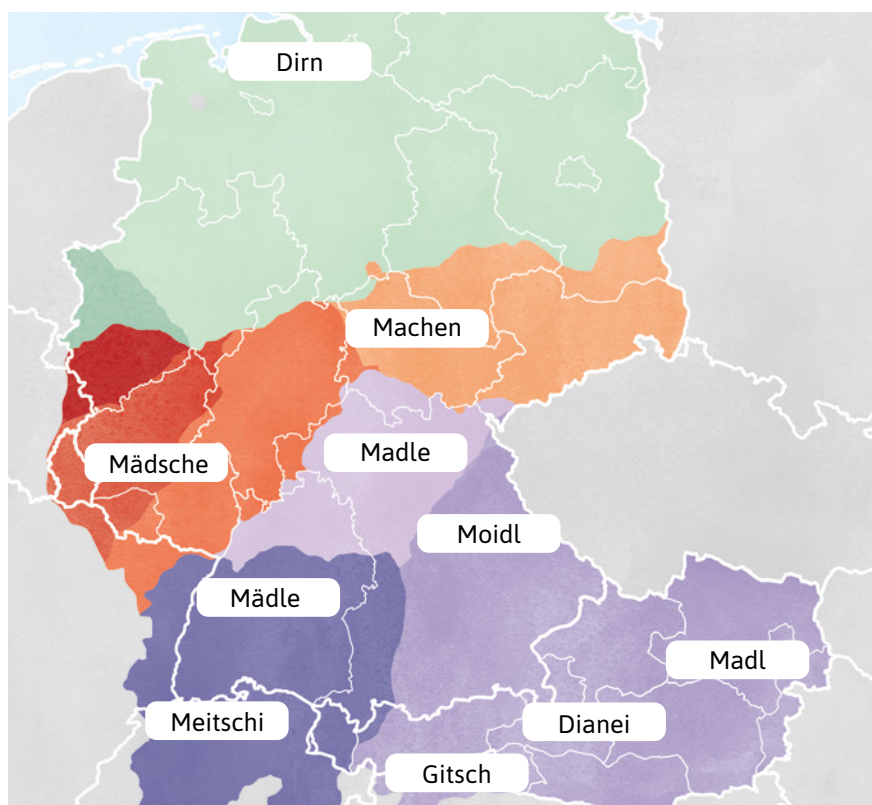 Dirn
Machen
Madle
Mädsche
Moidl
Mädle
Madl
Meitschi
Dianei
Gitsch